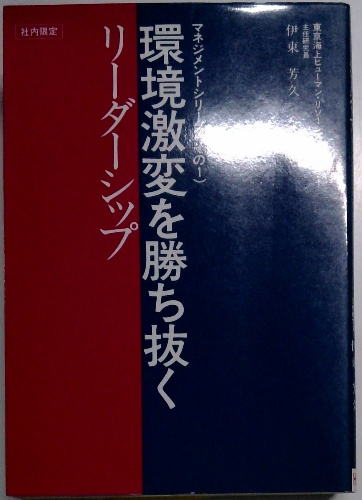 社内限定
東京海上ヒューマン・リソー
主任研究員
伊東 芳久
マネジメントシリー
の一)
環境激変を勝ち抜く
リーダーシップ